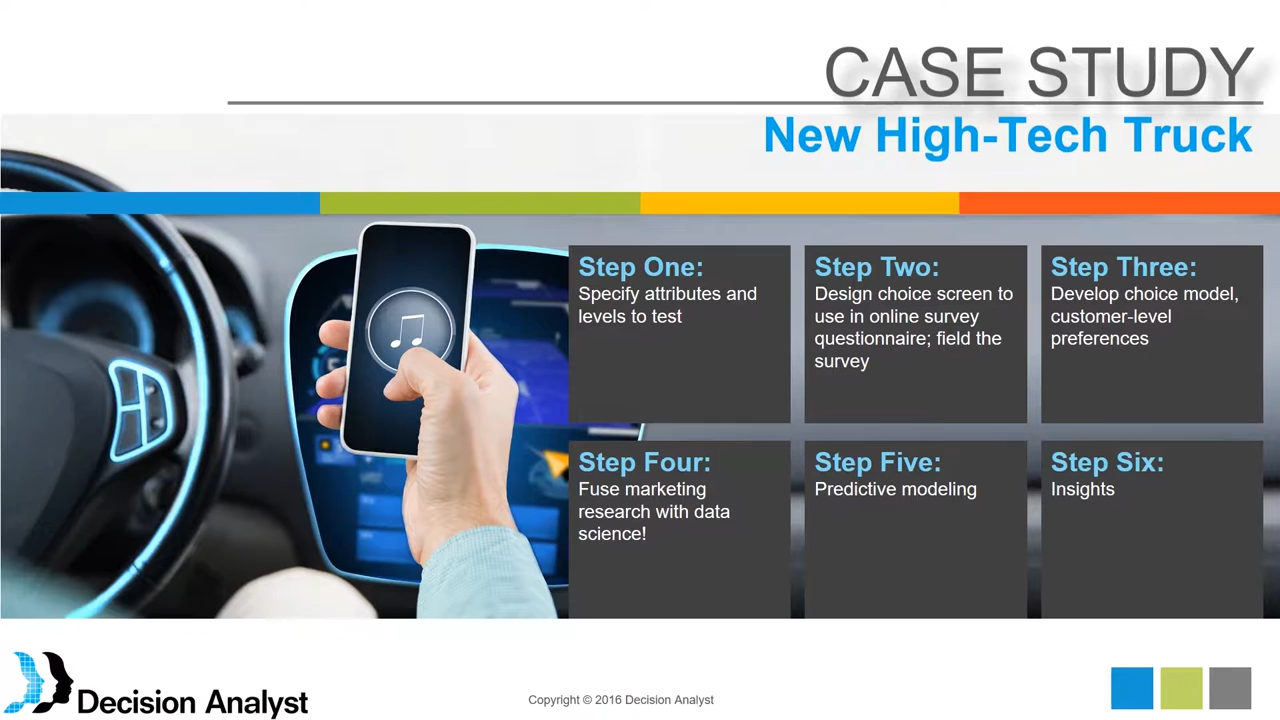 CASE STUDY
New High-Tech Truck
Step One:
Specify attributes and
levels to test
Step Two:
Design choice screen to
use in online survey
questionnaire; field the
survey
Step Three:
Develop choice model,
customer-level
preferences
Step Four:
Fuse marketing
research with data
science!
Step Five:
Predictive modeling
Step Six:
Insights
Decision Analyst
Copyright © 2016 Decision Analyst